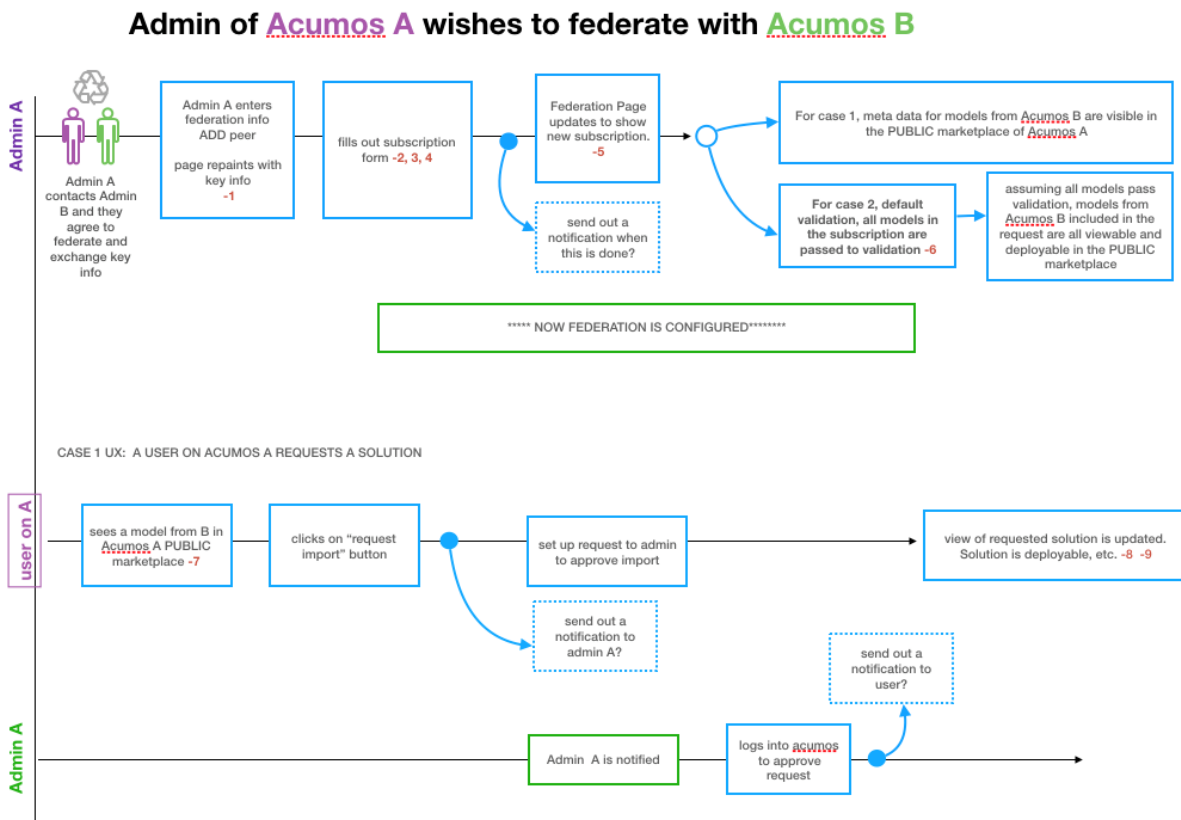 Admin of Acumos A wishes to federate with Acumos B
Admin A
Admin A
contacts Admin
B and they
agree to
federate and
exchange key
info
Admin A enters
federation info
ADD peer
page repaints with
key info
-1
fills out subscription
form -2, 3, 4
Federation Page
updates to show
new subscription.
-5
send out a
notification when
this is done?
For case 1, meta data for models from Acumos B are visible in
the PUBLIC marketplace of Acumos A
For case 2, default
validation, all models in
the subscription are
passed to validation -6
assuming all models pass
validation, models from
Acumos B included in the
request are all viewable and
deployable in the PUBLIC
marketplace
***** NOW FEDERATION IS CONFIGURED********
CASE 1 UX:  A USER ON ACUMOS A REQUESTS A SOLUTION
user on A
sees a model from B in
Acumos A PUBLIC
marketplace -7
clicks on “request
import” button
set up request to admin
to approve import
send out a
notification to
admin A?
view of requested solution is updated.
Solution is deployable, etc. -8  -9
send out a
notification to
user?
Admin A
Admin  A is notified
logs into acumos
to approve
request